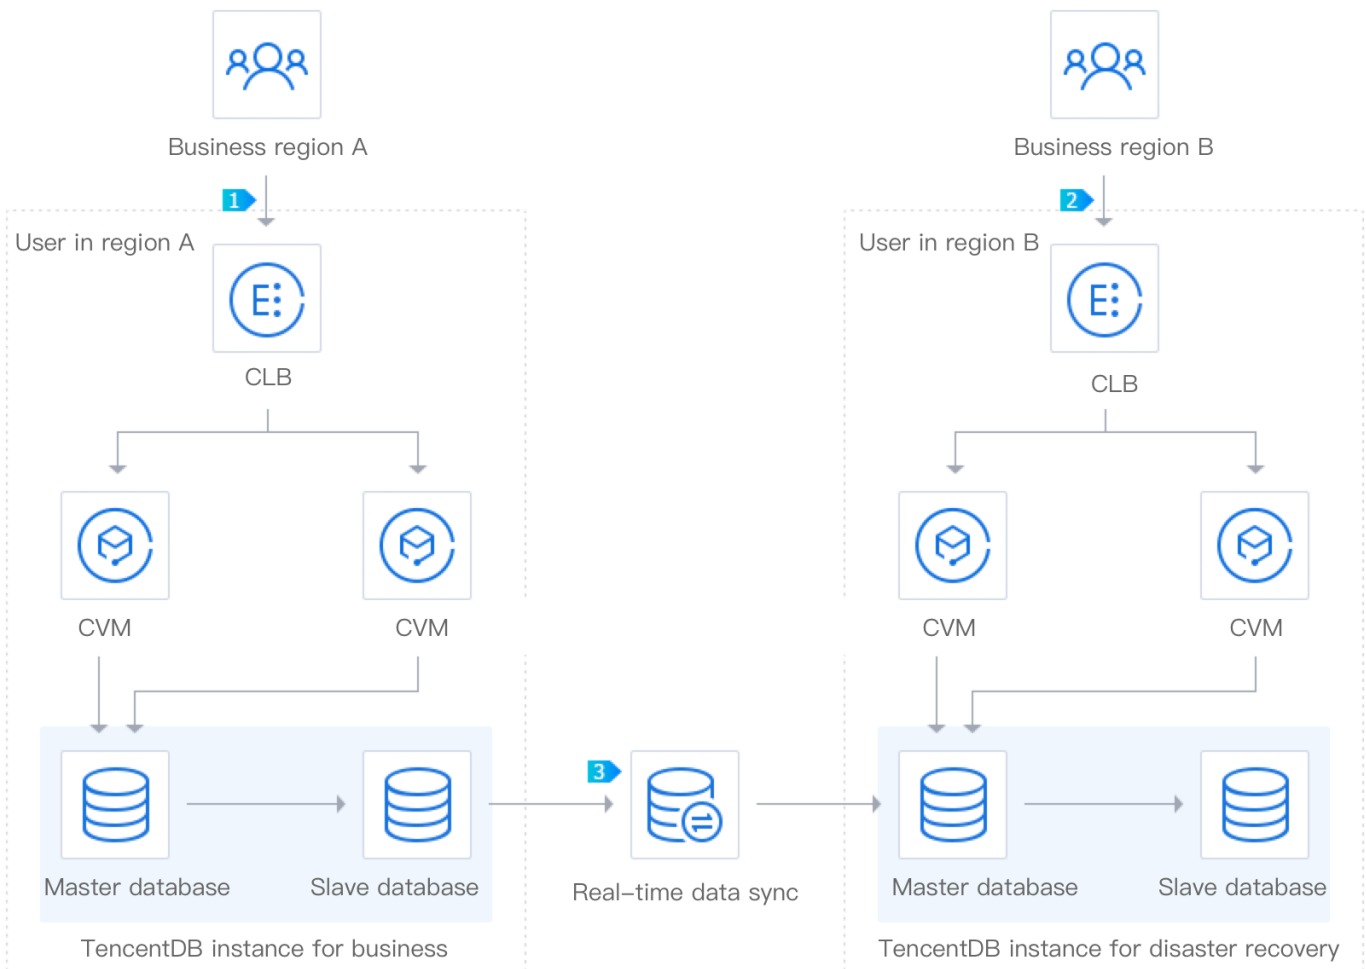 Business region A
Business region B
1
2
User in region A
User in region B
E
E
CLB
CLB
CVM
CVM
CVM
CVM
3
Master database
Slave database
Real-time data sync
Master database
Slave database
TencentDB instance for business
TencentDB instance for disaster recovery